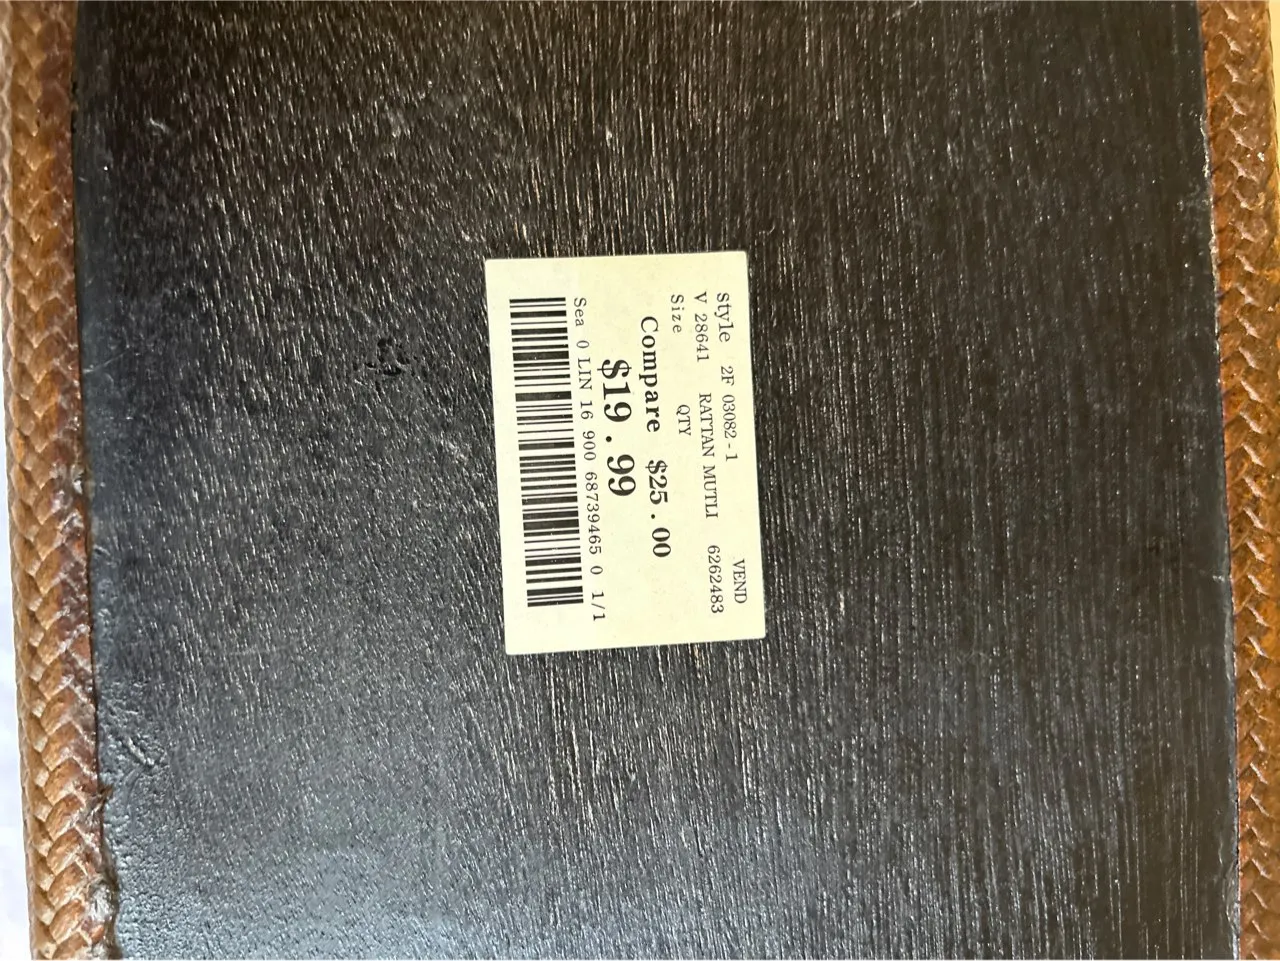 Style 2F 03082-1 VEND
V 28641 RATTAN MUTLI 6262483
Size QTY
Compare $25.00
$19.99
Sea 0 LIN 16 900 68739465 0 1/1